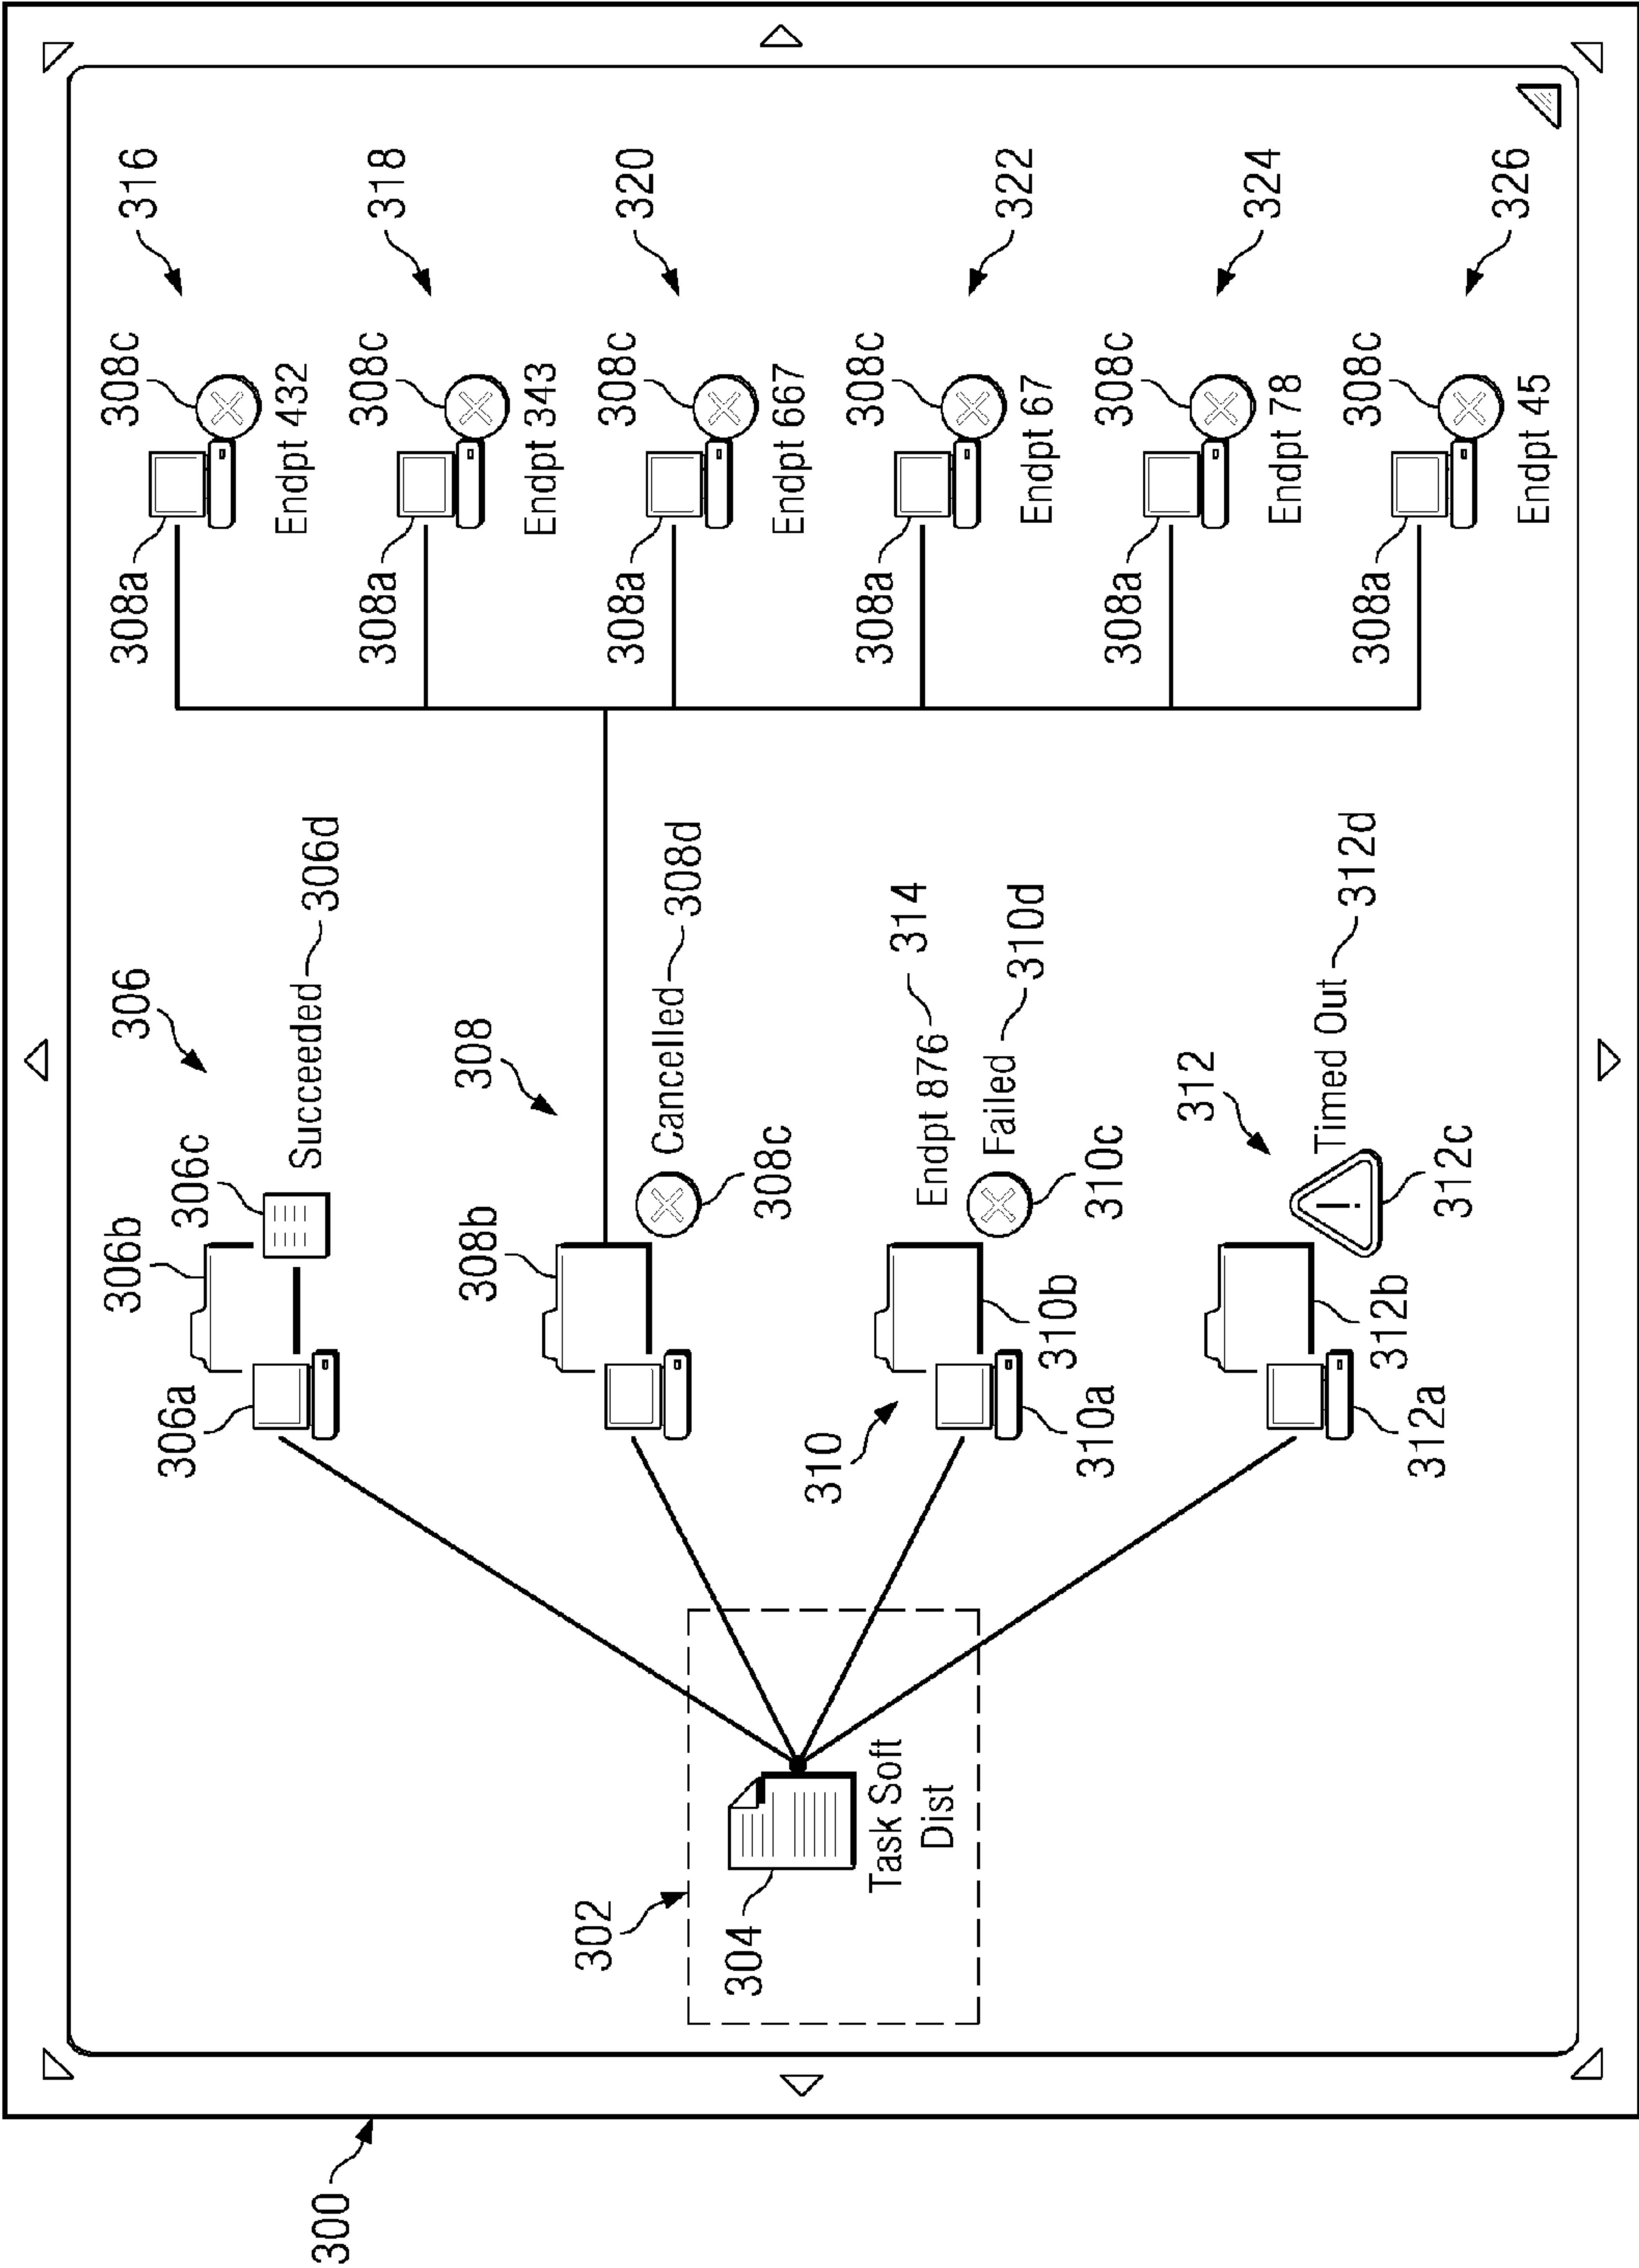 300
302
304
Task Soft
Dist
306
306a
306b
306c
Succeeded
306d
308
308b
308c
Cancelled
308d
310
310a
310b
310c
Endpt 876
314
Failed
310d
312
312a
312b
312c
Timed Out
312d
308a
308c
316
Endpt 432
308a
308c
318
Endpt 343
308a
308c
320
Endpt 667
308a
308c
322
Endpt 67
308a
308c
324
Endpt 78
308a
308c
326
Endpt 45